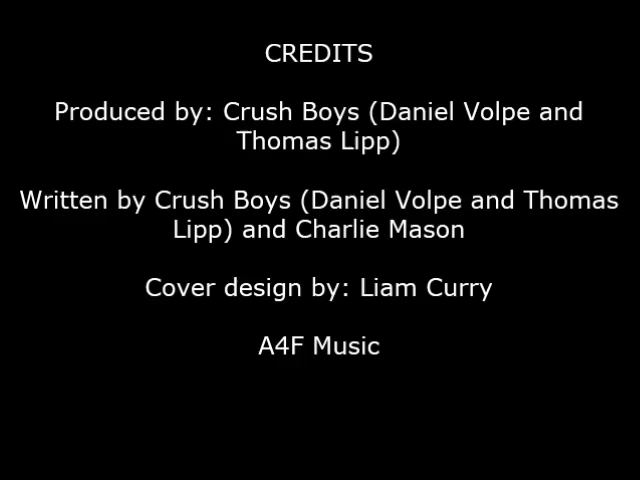 CREDITS
Produced by: Crush Boys (Daniel Volpe and
Thomas Lipp)
Written by Crush Boys (Daniel Volpe and Thomas
Lipp) and Charlie Mason
Cover design by: Liam Curry
A4F Music